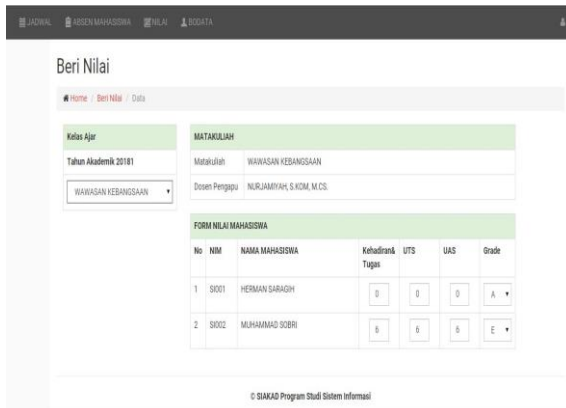 JADWAL ABSEN MAHASISWA NILAI BIODATA
Beri Nilai
Home / Beri Nilai / Data
Kelas Ajar
Tahun Akademik 20181
WAWASAN KEBANGSAAN
MATAKULIAH
Matakuliah WAWASAN KEBANGSAAN
Dosen Pengapu NURJAMIYAH, S.KOM, M.CS.
FORM NILAI MAHASISWA
No NIM NAMA MAHASISWA Kehadiran& UTS UAS Grade
Tugas
1 SI001 HERMAN SARAGIH 0 0 0 A
2 SI002 MUHAMMAD SOBRI 6 6 6 E
© SIAKAD Program Studi Sistem Informasi